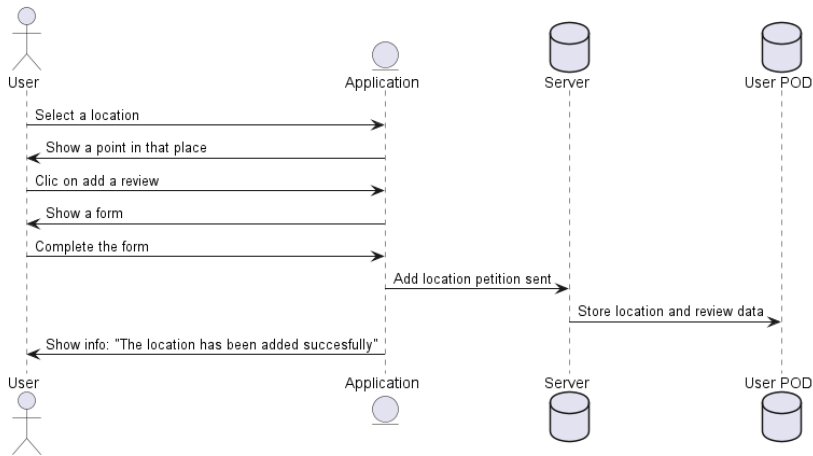 User
Application
Server
User POD
Select a location
Show a point in that place
Clic on add a review
Show a form
Complete the form
Add location petition sent
Store location and review data
Show info: "The location has been added succesfully"
User
Application
Server
User POD